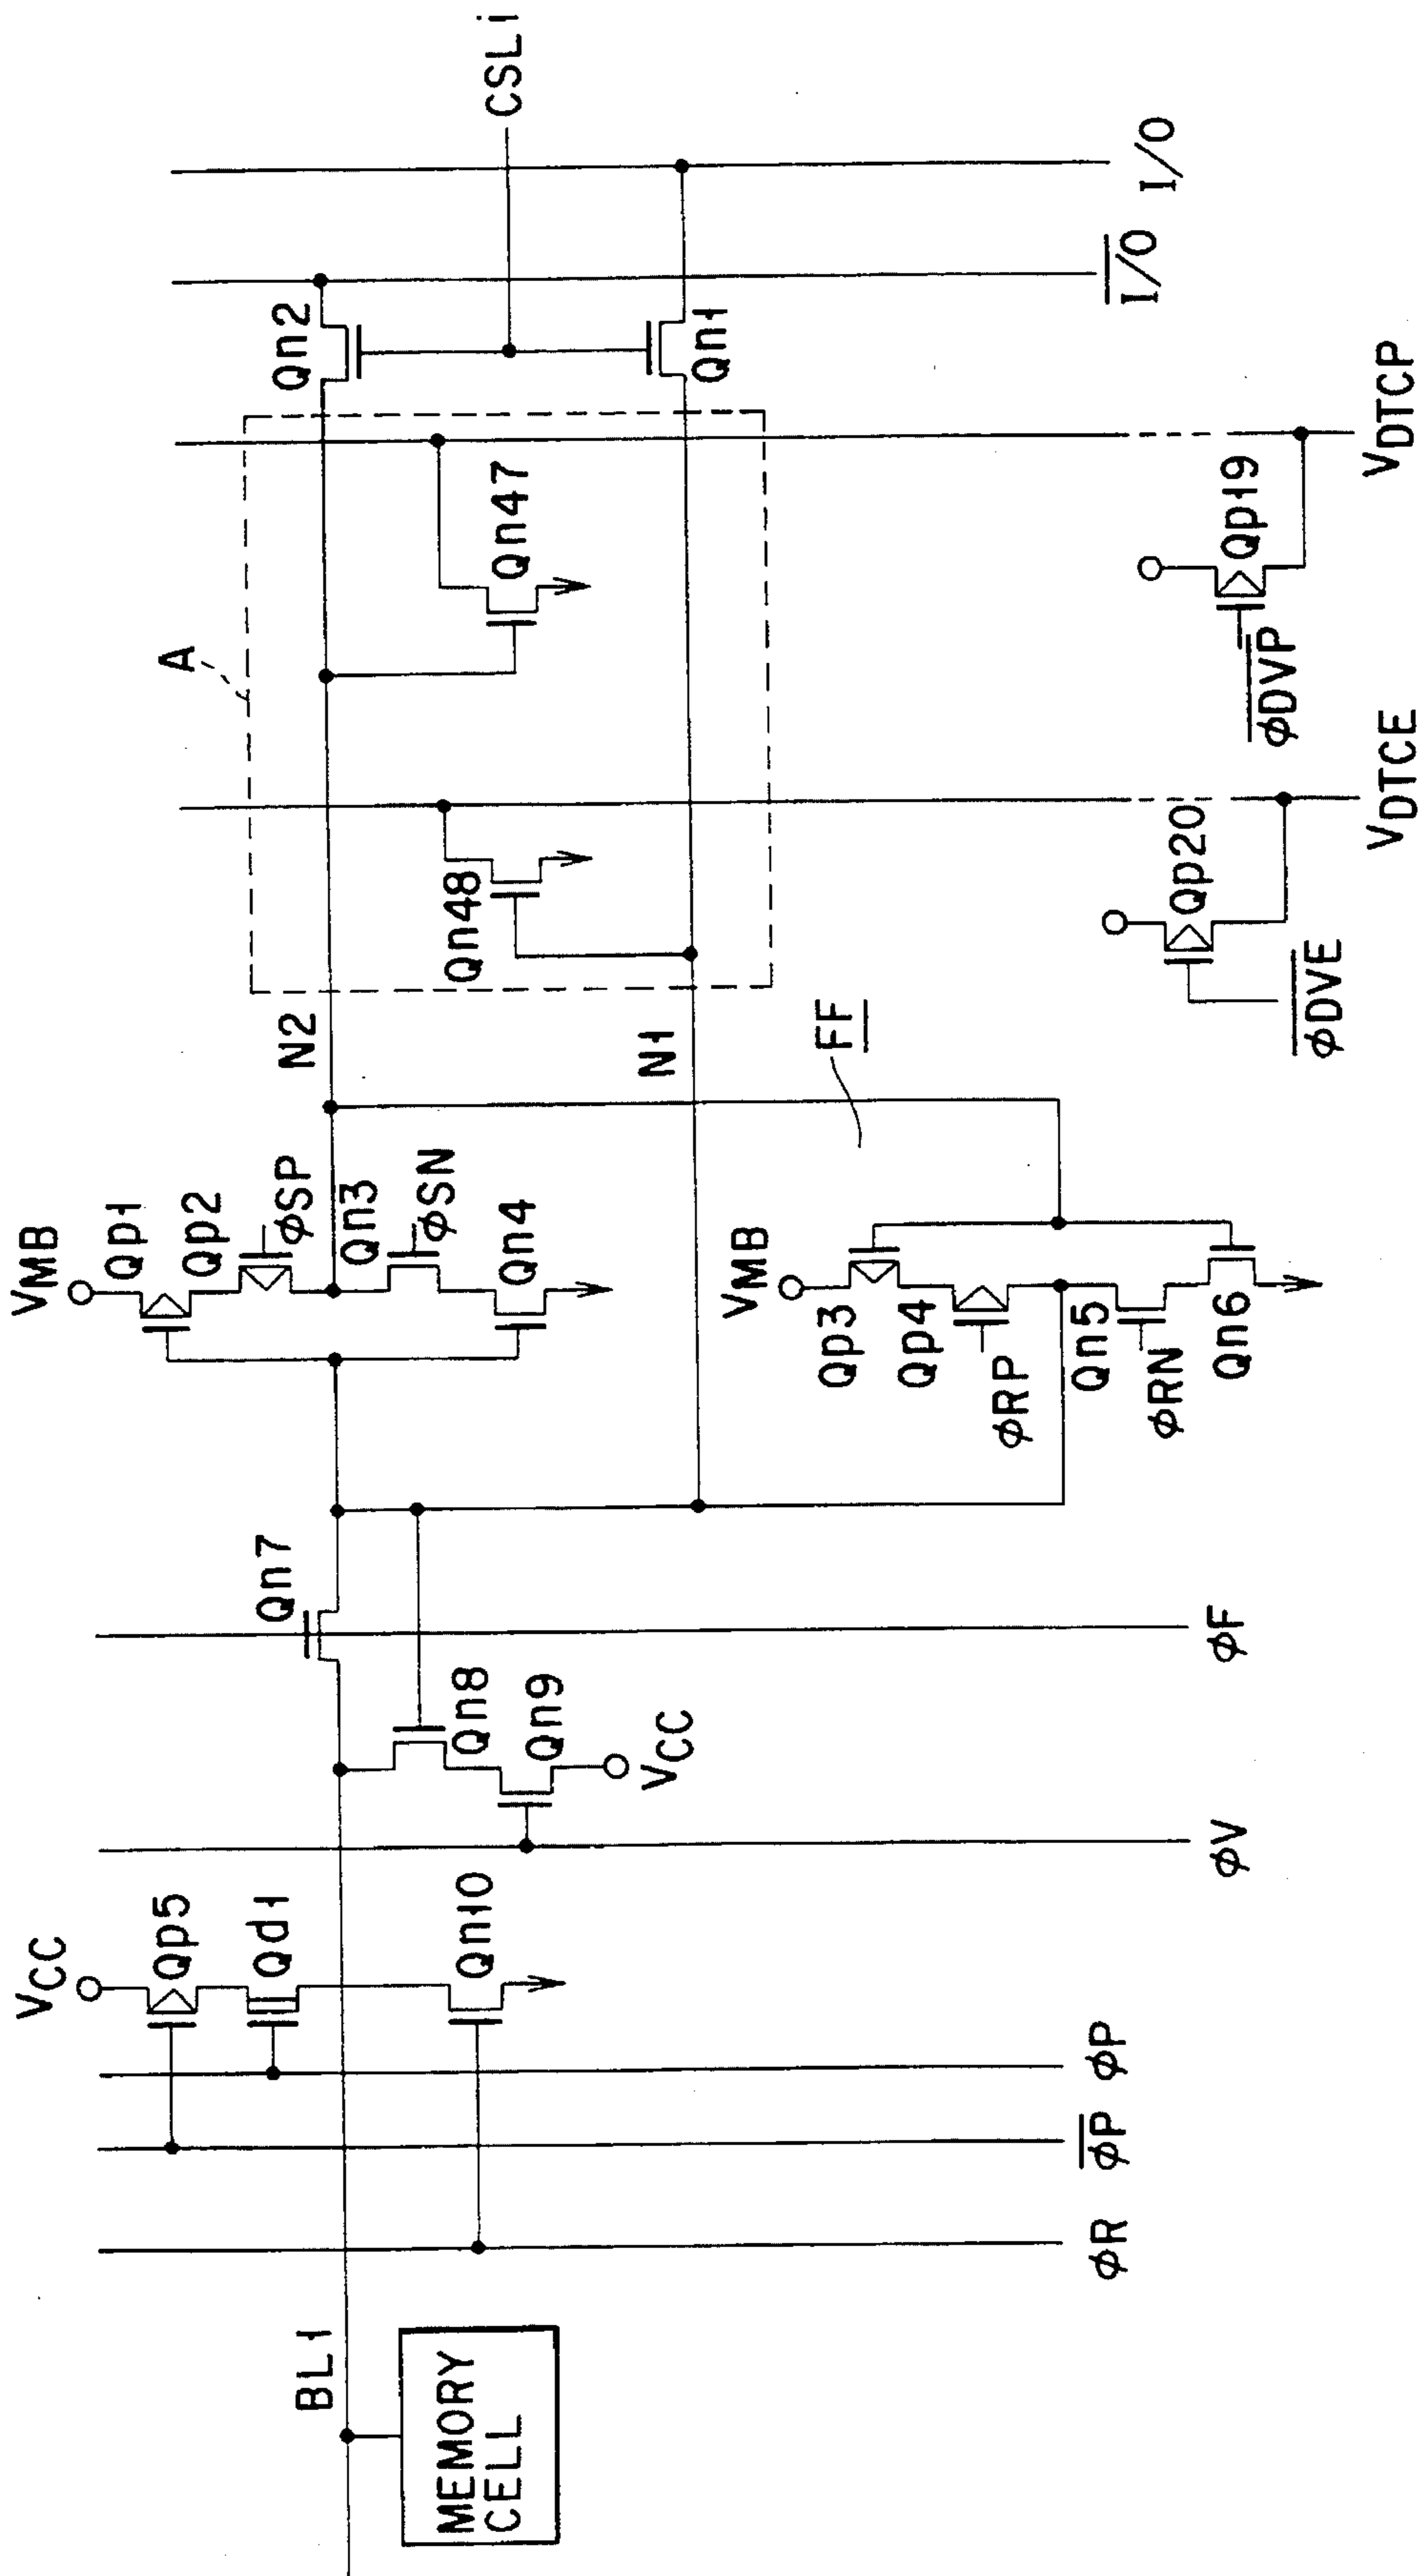 MEMORY
CELL
BL1
φR
φP
φP
VCC
Qp5
Qd1
Qn10
φV
Qn8
Qn9
VCC
Qn7
φF
VMB
Qp1
Qp2
φSP
Qn3
φSN
Qn4
VMB
Qp3
Qp4
φRP
Qn5
φRN
Qn6
FF
N2
N1
A
Qn48
Qn47
Qp20
φDVE
VDTCE
Qp19
φDVP
VDTCP
Qn2
Qn1
CSLi
I/O
I/O